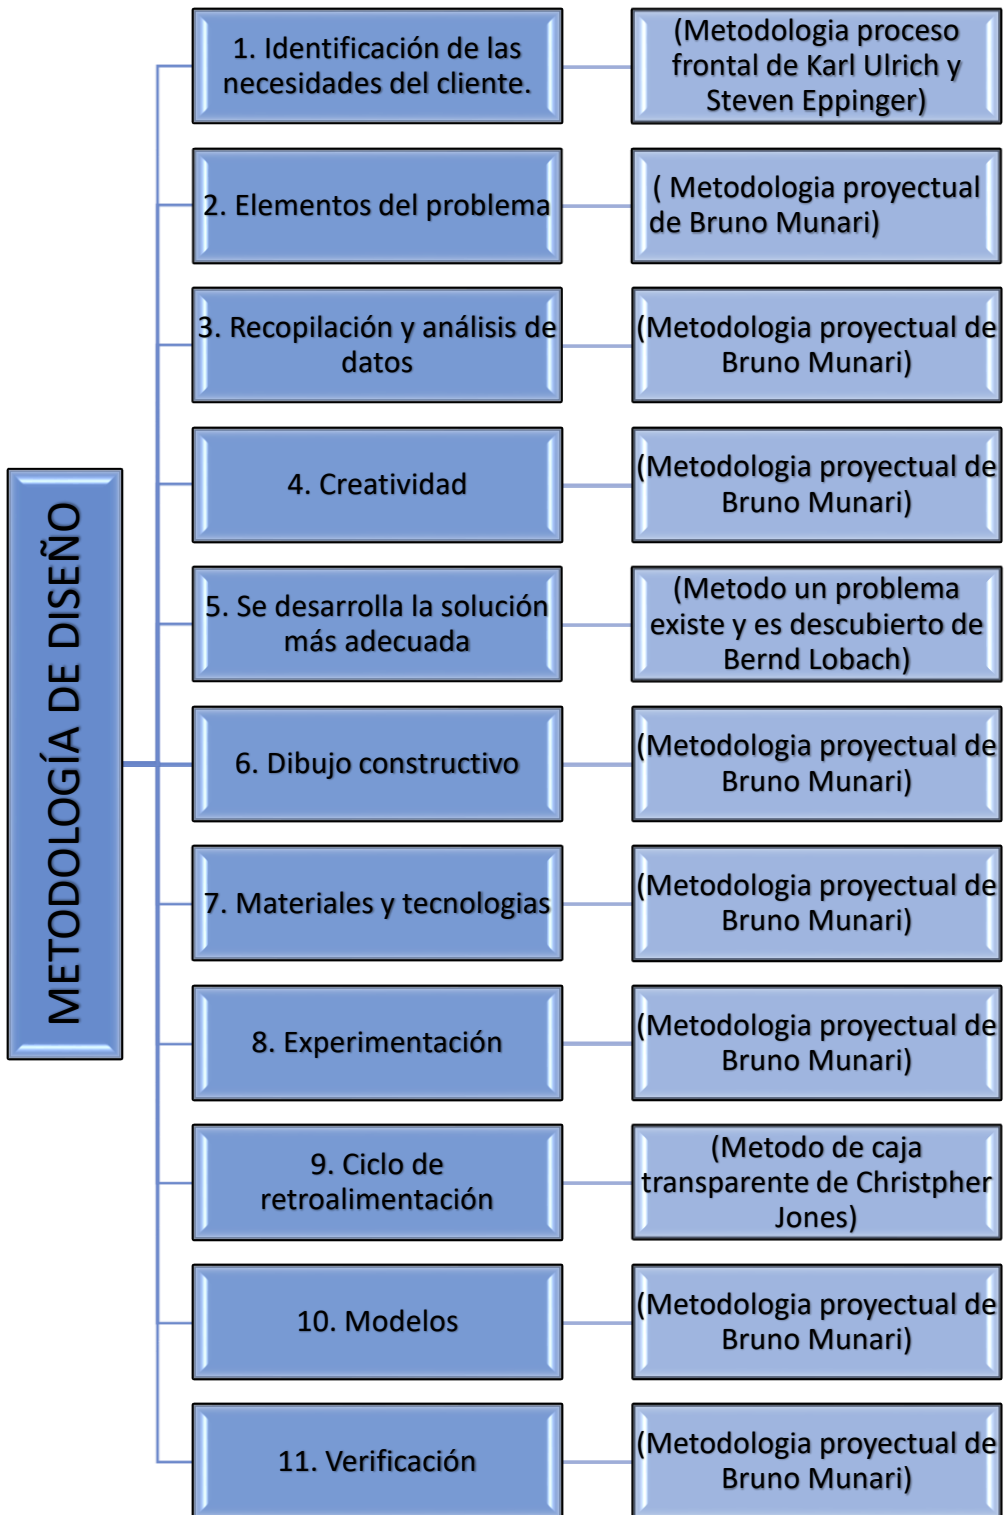 METODOLOGÍA DE DISEÑO
1. Identificación de las
necesidades del cliente.
(Metodologia proceso
frontal de Karl Ulrich y
Steven Eppinger)
2. Elementos del problema
( Metodologia proyectual
de Bruno Munari)
3. Recopilación y análisis de
datos
(Metodologia proyectual de
Bruno Munari)
4. Creatividad
(Metodologia proyectual de
Bruno Munari)
5. Se desarrolla la solución
más adecuada
(Metodo un problema
existe y es descubierto de
Bernd Lobach)
6. Dibujo constructivo
(Metodologia proyectual de
Bruno Munari)
7. Materiales y tecnologias
(Metodologia proyectual de
Bruno Munari)
8. Experimentación
(Metodologia proyectual de
Bruno Munari)
9. Ciclo de
retroalimentación
(Metodo de caja
transparente de Christpher
Jones)
10. Modelos
(Metodologia proyectual de
Bruno Munari)
11. Verificación
(Metodologia proyectual de
Bruno Munari)